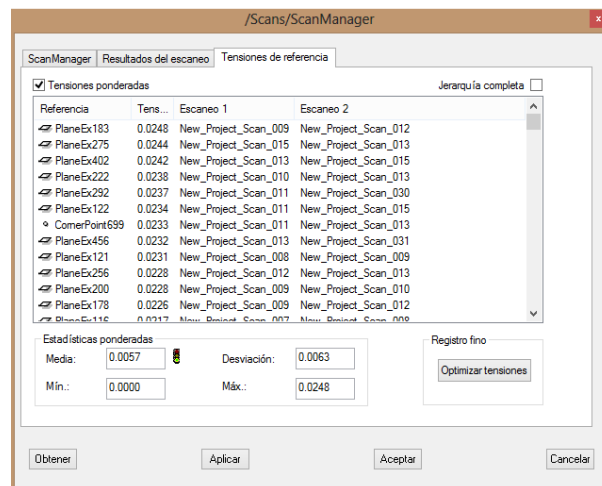 /Scans/ScanManager
x
ScanManager Resultados del escaneo Tensiones de referencia
Tensiones ponderadas Jerarquía completa
Referencia Tens... Escaneo 1 Escaneo 2
PlaneEx183 0.0248 New_Project_Scan_009 New_Project_Scan_012
PlaneEx275 0.0244 New_Project_Scan_015 New_Project_Scan_013
PlaneEx402 0.0242 New_Project_Scan_013 New_Project_Scan_015
PlaneEx222 0.0238 New_Project_Scan_010 New_Project_Scan_013
PlaneEx292 0.0237 New_Project_Scan_011 New_Project_Scan_030
PlaneEx122 0.0234 New_Project_Scan_011 New_Project_Scan_015
CornerPoint699 0.0233 New_Project_Scan_011 New_Project_Scan_013
PlaneEx456 0.0232 New_Project_Scan_013 New_Project_Scan_031
PlaneEx121 0.0231 New_Project_Scan_008 New_Project_Scan_009
PlaneEx256 0.0228 New_Project_Scan_012 New_Project_Scan_013
PlaneEx200 0.0228 New_Project_Scan_009 New_Project_Scan_010
PlaneEx178 0.0226 New_Project_Scan_009 New_Project_Scan_012
PlaneEx116 0.0217 New_Project_Scan_007 New_Project_Scan_008
Estadísticas ponderadas Registro fino
Media: 0.0057 Desviación: 0.0063
Optimizar tensiones
Mín.: 0.0000 Máx.: 0.0248
Obtener Aplicar Aceptar Cancelar